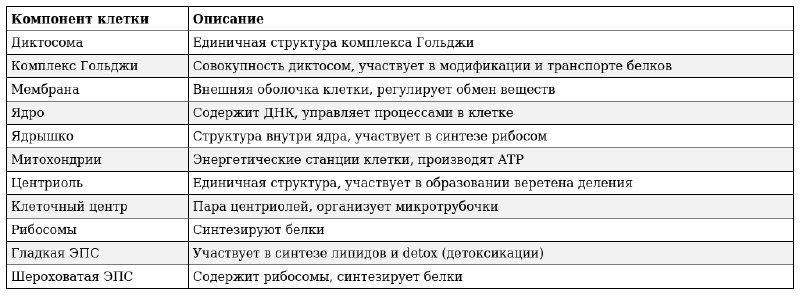 Компонент клетки Описание
Диктосома Единичная структура комплекса Гольджи
Комплекс Гольджи Совокупность диктосом, участвует в модификации и транспорте белков
Мембрана Внешняя оболочка клетки, регулирует обмен веществ
Ядро Содержит ДНК, управляет процессами в клетке
Ядрышко Структура внутри ядра, участвует в синтезе рибосом
Митохондрии Энергетические станции клетки, производят АТР
Центриоль Единичная структура, участвует в образовании веретена деления
Клеточный центр Пара центриолей, организует микротрубочки
Рибосомы Синтезируют белки
Гладкая ЭПС Участвует в синтезе липидов и detox (детоксикации)
Шероховатая ЭПС Содержит рибосомы, синтезирует белки